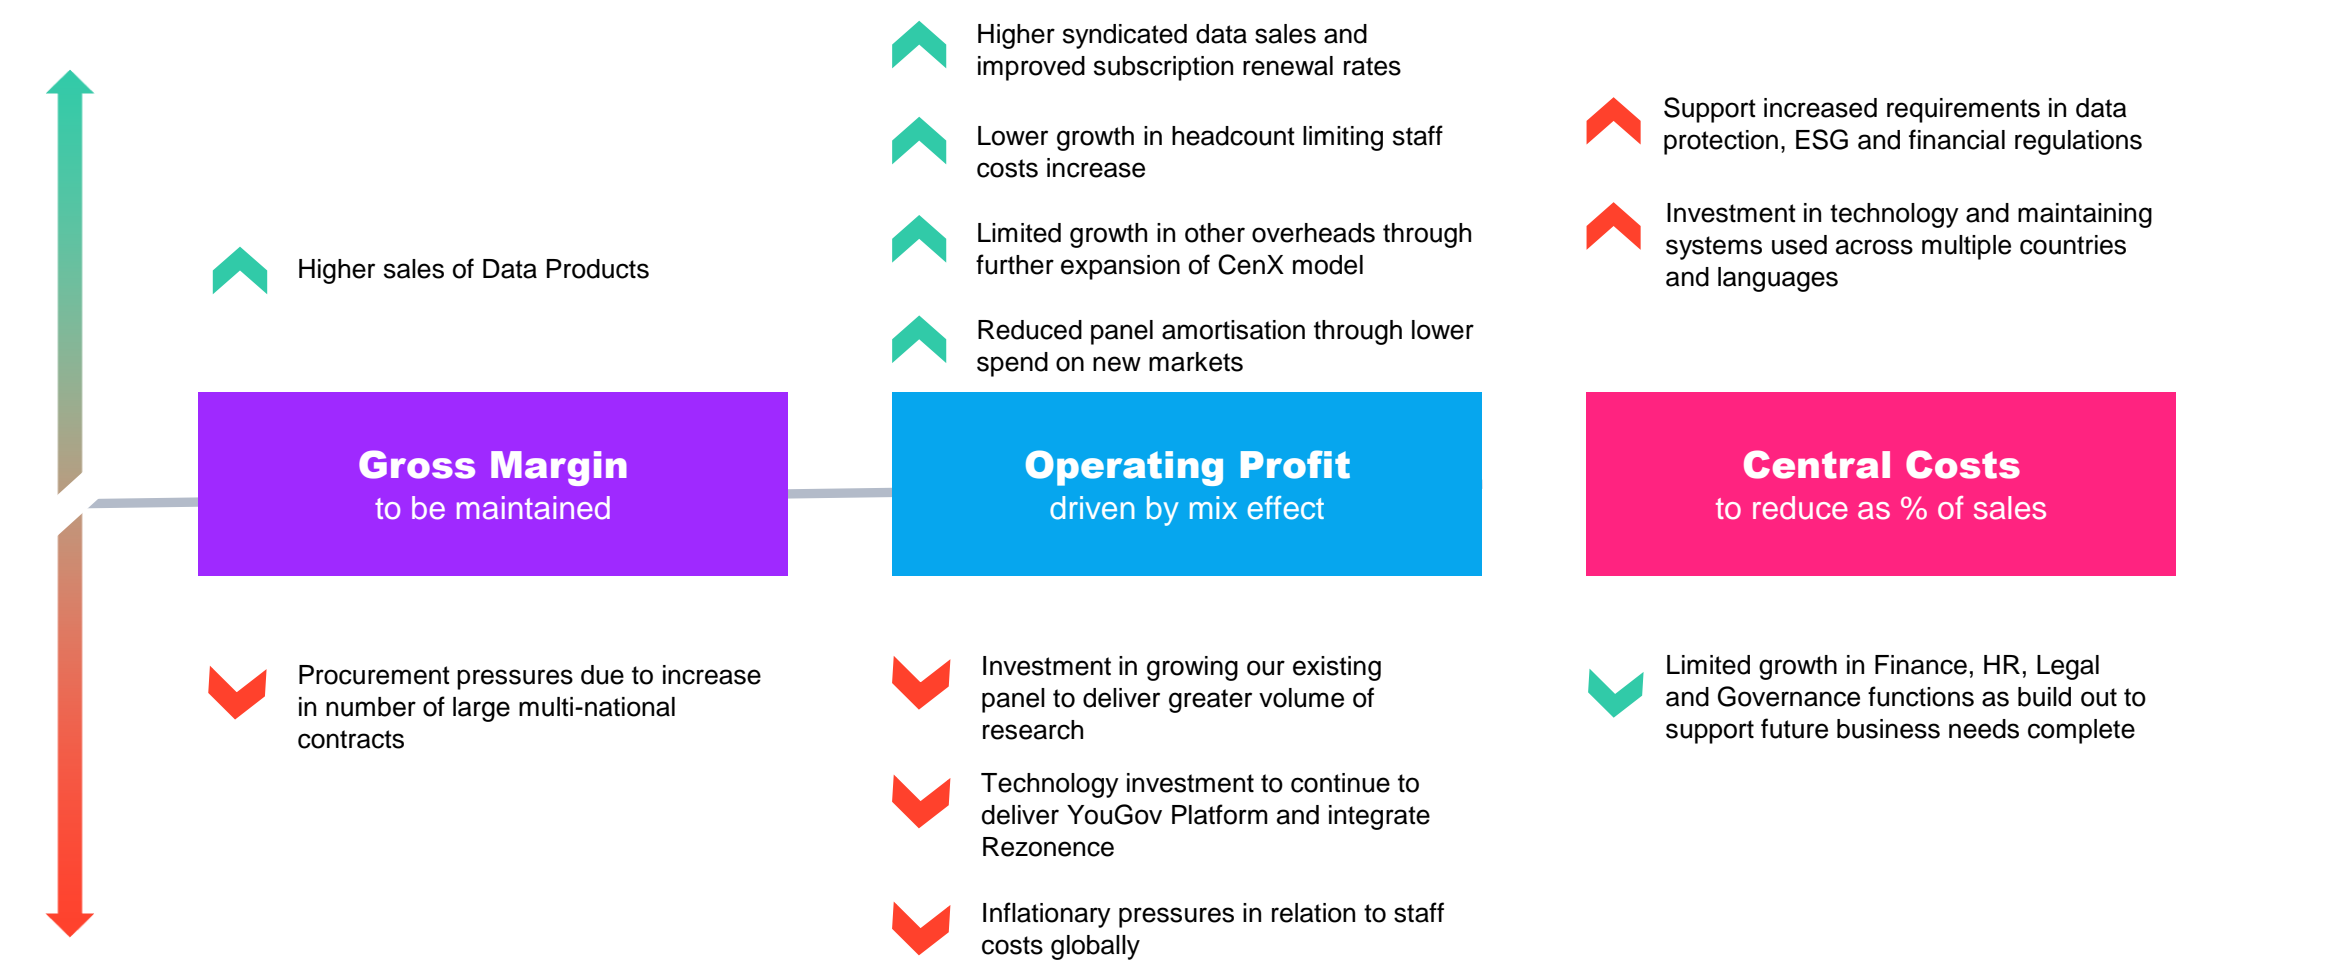 Higher sales of Data Products
Gross Margin
to be maintained
Procurement pressures due to increase
in number of large multi-national
contracts
Higher syndicated data sales and
improved subscription renewal rates
Lower growth in headcount limiting staff
costs increase
Limited growth in other overheads through
further expansion of CenX model
Reduced panel amortisation through lower
spend on new markets
Operating Profit
driven by mix effect
Investment in growing our existing
panel to deliver greater volume of
research
Technology investment to continue to
deliver YouGov Platform and integrate
Rezonence
Inflationary pressures in relation to staff
costs globally
Support increased requirements in data
protection, ESG and financial regulations
Investment in technology and maintaining
systems used across multiple countries
and languages
Central Costs
to reduce as % of sales
Limited growth in Finance, HR, Legal
and Governance functions as build out to
support future business needs complete